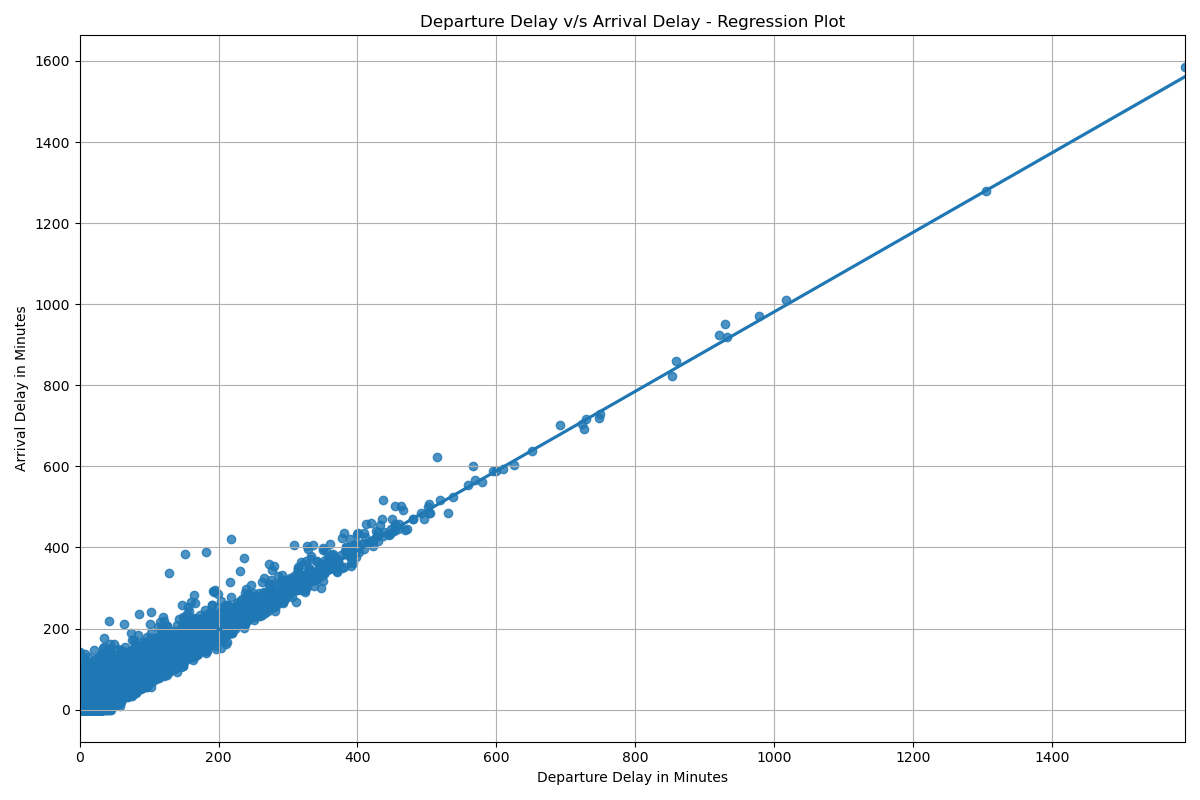 Departure Delay v/s Arrival Delay - Regression Plot
1600
1400
1200
1000
800
600
400
200
0
Arrival Delay in Minutes
0 200 400 600 800 1000 1200 1400
Departure Delay in Minutes